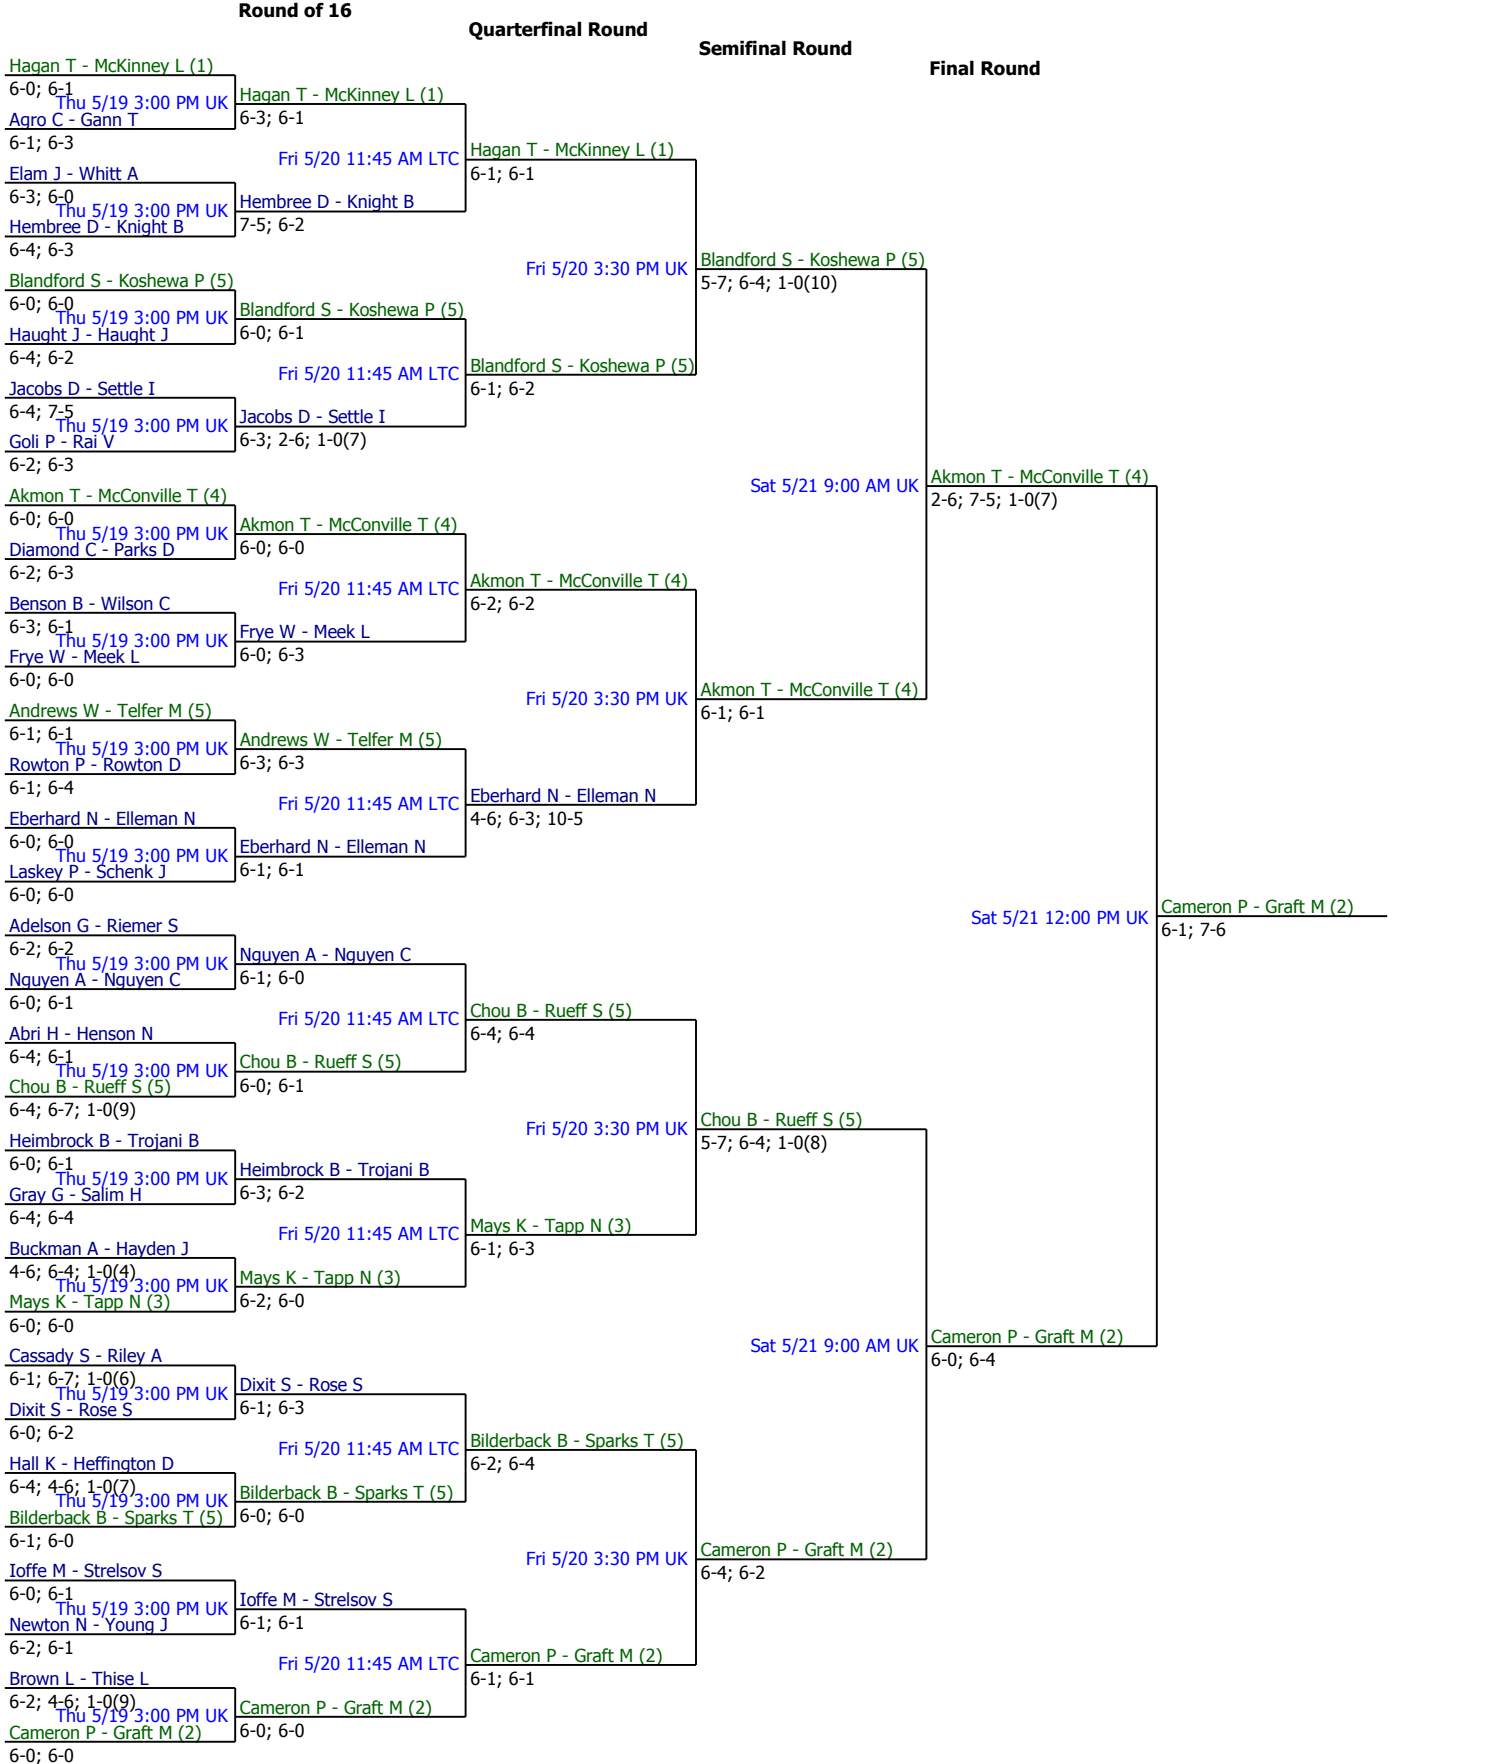 Round of 16
Quarterfinal Round
Semifinal Round
Final Round
Hagan T - McKinney L (1)
6-0; 6-1
Thu 5/19 3:00 PM UK
Agro C - Gann T
6-1; 6-3
Elam J - Whitt A
6-3; 6-0
Thu 5/19 3:00 PM UK
Hembree D - Knight B
6-4; 6-3
Blandford S - Koshewa P (5)
6-0; 6-0
Thu 5/19 3:00 PM UK
Haught J - Haught J
6-4; 6-2
Jacobs D - Settle I
6-4; 7-5
Thu 5/19 3:00 PM UK
Goli P - Rai V
6-2; 6-3
Akmon T - McConville T (4)
6-0; 6-0
Thu 5/19 3:00 PM UK
Diamond C - Parks D
6-2; 6-3
Benson B - Wilson C
6-3; 6-1
Thu 5/19 3:00 PM UK
Frye W - Meek L
6-0; 6-0
Andrews W - Telfer M (5)
6-1; 6-1
Thu 5/19 3:00 PM UK
Rowton P - Rowton D
6-1; 6-4
Eberhard N - Elleman N
6-0; 6-0
Thu 5/19 3:00 PM UK
Laskey P - Schenk J
6-0; 6-0
Adelson G - Riemer S
6-2; 6-2
Thu 5/19 3:00 PM UK
Nguyen A - Nguyen C
6-0; 6-1
Abri H - Henson N
6-4; 6-1
Thu 5/19 3:00 PM UK
Chou B - Rueff S (5)
6-4; 6-7; 1-0(9)
Heimbrock B - Trojani B
6-0; 6-1
Thu 5/19 3:00 PM UK
Gray G - Salim H
6-4; 6-4
Buckman A - Hayden J
4-6; 6-4; 1-0(4)
Thu 5/19 3:00 PM UK
Mays K - Tapp N (3)
6-0; 6-0
Cassady S - Riley A
6-1; 6-7; 1-0(6)
Thu 5/19 3:00 PM UK
Dixit S - Rose S
6-0; 6-2
Hall K - Heffington D
6-4; 4-6; 1-0(7)
Thu 5/19 3:00 PM UK
Bilderback B - Sparks T (5)
6-1; 6-0
Ioffe M - Strelsov S
6-0; 6-1
Thu 5/19 3:00 PM UK
Newton N - Young J
6-2; 6-1
Brown L - Thise L
6-2; 4-6; 1-0(9)
Thu 5/19 3:00 PM UK
Cameron P - Graft M (2)
6-0; 6-0
Hagan T - McKinney L (1)
6-3; 6-1
Fri 5/20 11:45 AM LTC
Hembree D - Knight B
7-5; 6-2
Blandford S - Koshewa P (5)
6-0; 6-1
Fri 5/20 11:45 AM LTC
Jacobs D - Settle I
6-3; 2-6; 1-0(7)
Akmon T - McConville T (4)
6-0; 6-0
Fri 5/20 11:45 AM LTC
Frye W - Meek L
6-0; 6-3
Andrews W - Telfer M (5)
6-3; 6-3
Fri 5/20 11:45 AM LTC
Eberhard N - Elleman N
6-1; 6-1
Nguyen A - Nguyen C
6-1; 6-0
Fri 5/20 11:45 AM LTC
Chou B - Rueff S (5)
6-0; 6-1
Heimbrock B - Trojani B
6-3; 6-2
Fri 5/20 11:45 AM LTC
Mays K - Tapp N (3)
6-2; 6-0
Dixit S - Rose S
6-1; 6-3
Fri 5/20 11:45 AM LTC
Bilderback B - Sparks T (5)
6-0; 6-0
Ioffe M - Strelsov S
6-1; 6-1
Fri 5/20 11:45 AM LTC
Cameron P - Graft M (2)
6-0; 6-0
Hagan T - McKinney L (1)
6-1; 6-1
Fri 5/20 3:30 PM UK
Blandford S - Koshewa P (5)
6-1; 6-2
Akmon T - McConville T (4)
6-2; 6-2
Fri 5/20 3:30 PM UK
Eberhard N - Elleman N
4-6; 6-3; 10-5
Chou B - Rueff S (5)
6-4; 6-4
Fri 5/20 3:30 PM UK
Mays K - Tapp N (3)
6-1; 6-3
Bilderback B - Sparks T (5)
6-2; 6-4
Fri 5/20 3:30 PM UK
Cameron P - Graft M (2)
6-1; 6-1
Blandford S - Koshewa P (5)
5-7; 6-4; 1-0(10)
Sat 5/21 9:00 AM UK
Akmon T - McConville T (4)
6-1; 6-1
Chou B - Rueff S (5)
5-7; 6-4; 1-0(8)
Sat 5/21 9:00 AM UK
Cameron P - Graft M (2)
6-4; 6-2
Akmon T - McConville T (4)
2-6; 7-5; 1-0(7)
Sat 5/21 12:00 PM UK
Cameron P - Graft M (2)
6-0; 6-4
Cameron P - Graft M (2)
6-1; 7-6